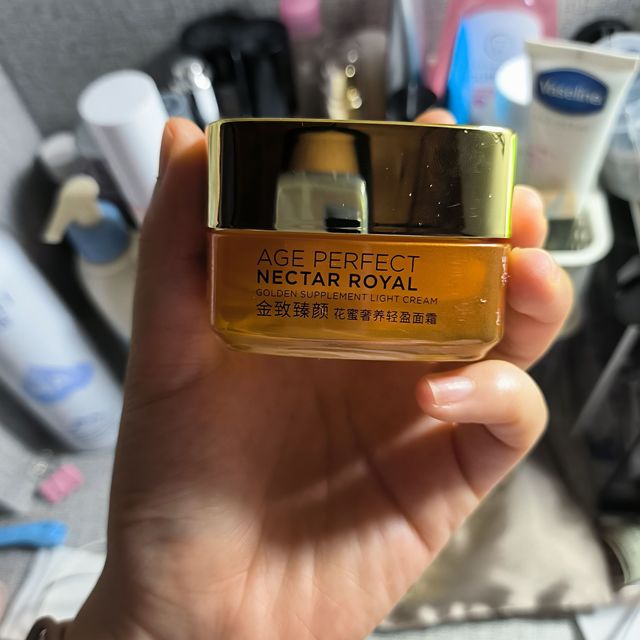 AGE PERFECT
NECTAR ROYAL
GOLDEN SUPPLEMENT LIGHT CREAM
金致臻颜 花蜜奢养轻盈面霜
Vaseline